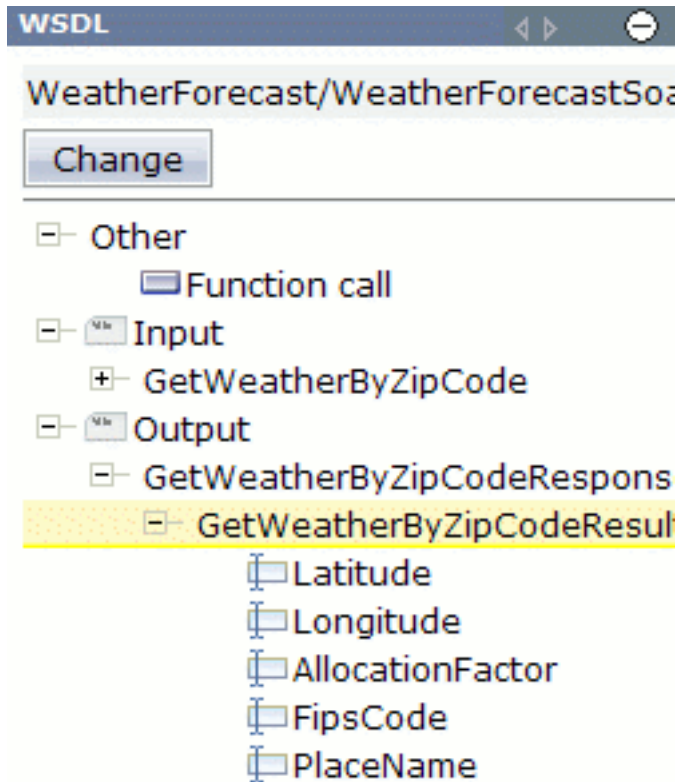 WSDL
WeatherForecast/WeatherForecastSoa
Change
Other
Function call
Input
GetWeatherByZipCode
Output
GetWeatherByZipCodeRespons
GetWeatherByZipCodeResult
Latitude
Longitude
AllocationFactor
FipsCode
PlaceName